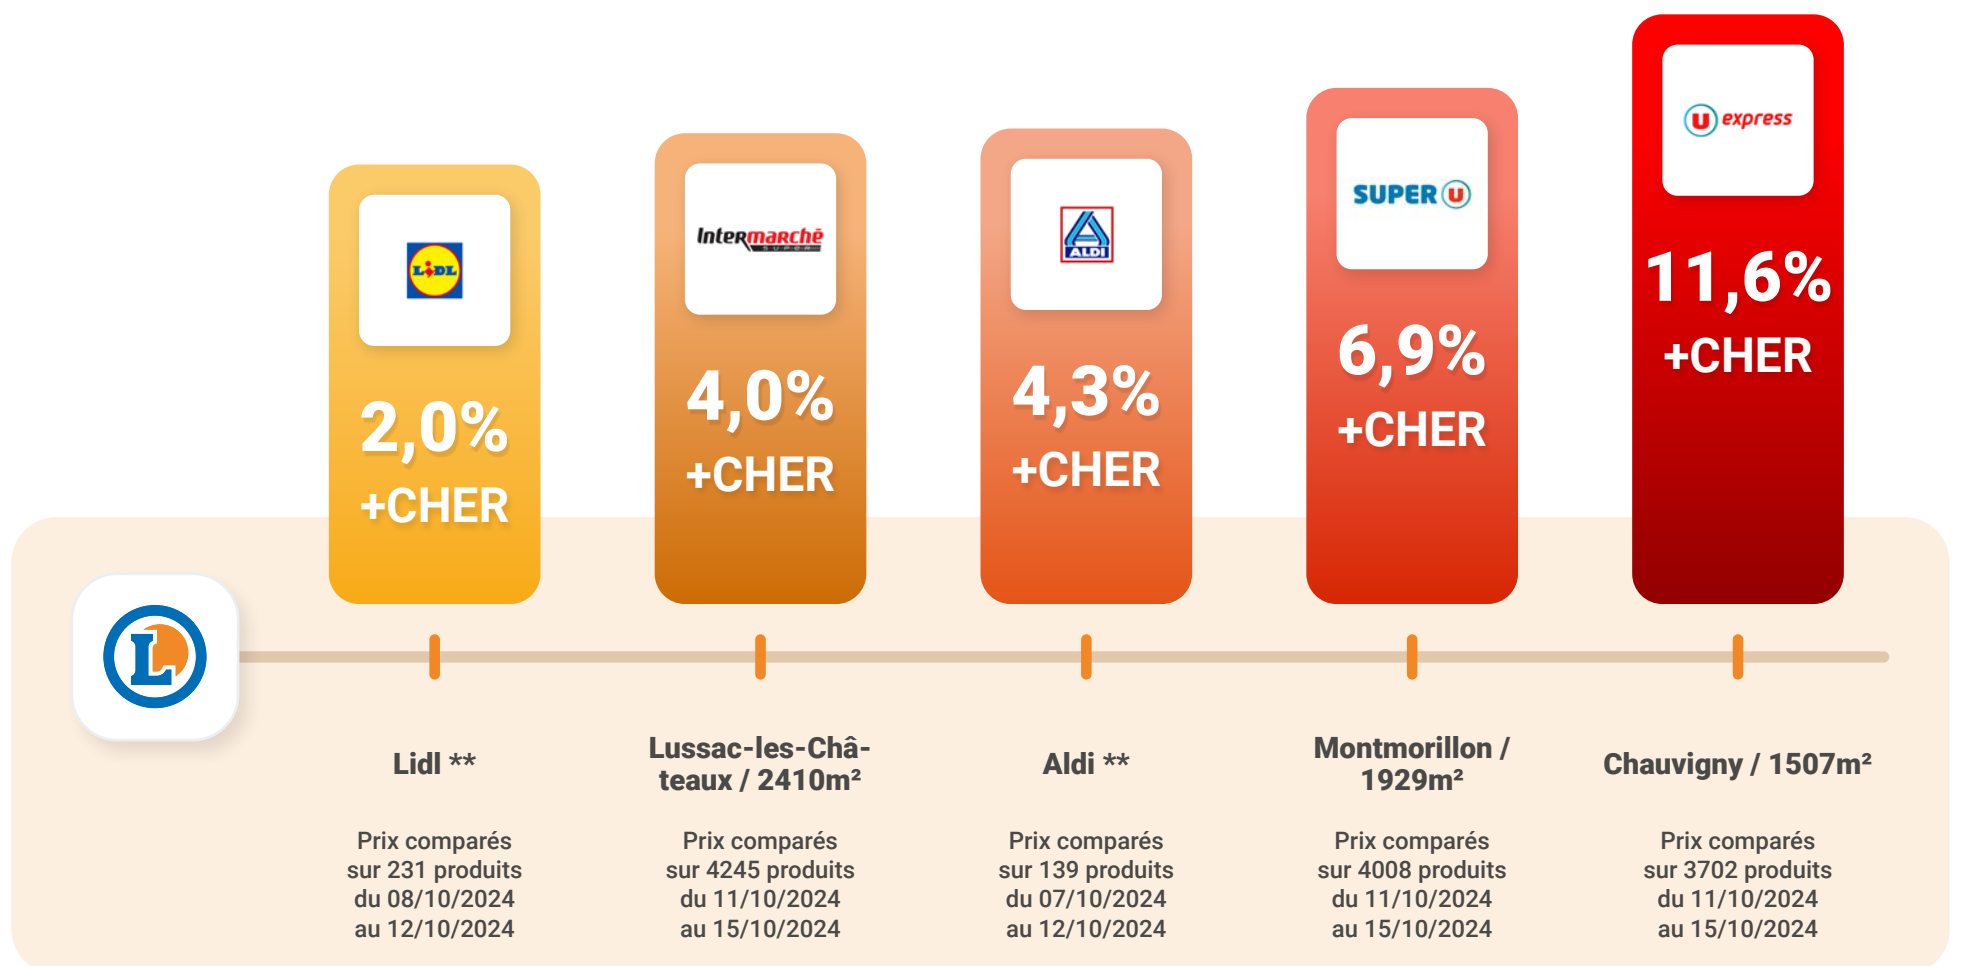 LiDL
2,0%
+CHER
Intermarchē
SUPER
4,0%
+CHER
ALDI
4,3%
+CHER
SUPER U
6,9%
+CHER
U express
11,6%
+CHER
L
Lidl **
Prix comparés
sur 231 produits
du 08/10/2024
au 12/10/2024
Lussac-les-Châ-
teaux / 2410m²
Prix comparés
sur 4245 produits
du 11/10/2024
au 15/10/2024
Aldi **
Prix comparés
sur 139 produits
du 07/10/2024
au 12/10/2024
Montmorillon /
1929m²
Prix comparés
sur 4008 produits
du 11/10/2024
au 15/10/2024
Chauvigny / 1507m²
Prix comparés
sur 3702 produits
du 11/10/2024
au 15/10/2024